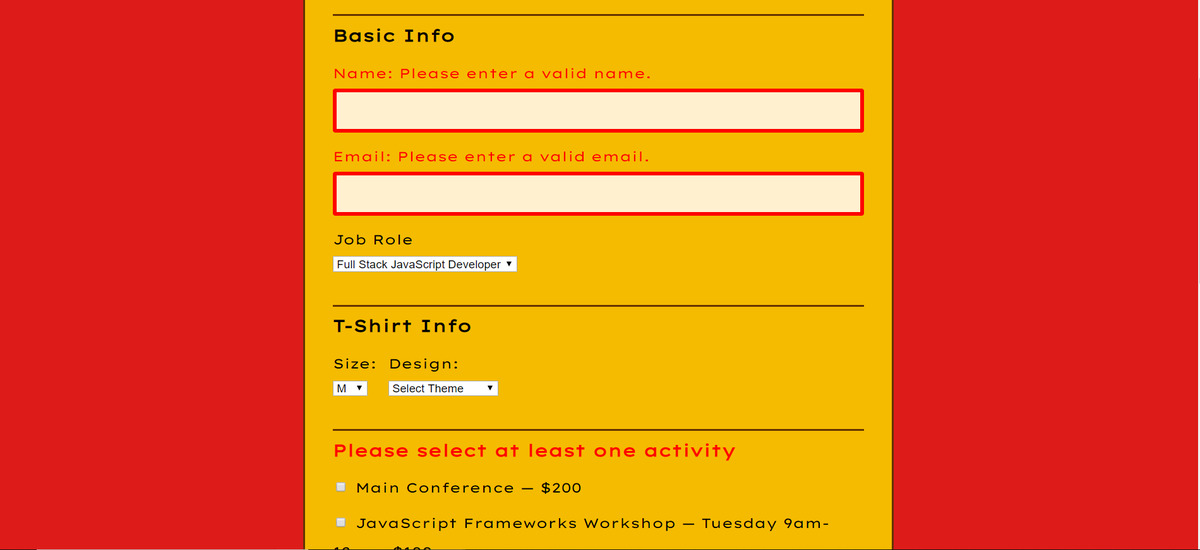 Basic Info
Name: Please enter a valid name.
Email: Please enter a valid email.
Job Role
Full Stack JavaScript Developer
T-Shirt Info
Size: Design:
M Select Theme
Please select at least one activity
Main Conference — $200
JavaScript Frameworks Workshop — Tuesday 9am-